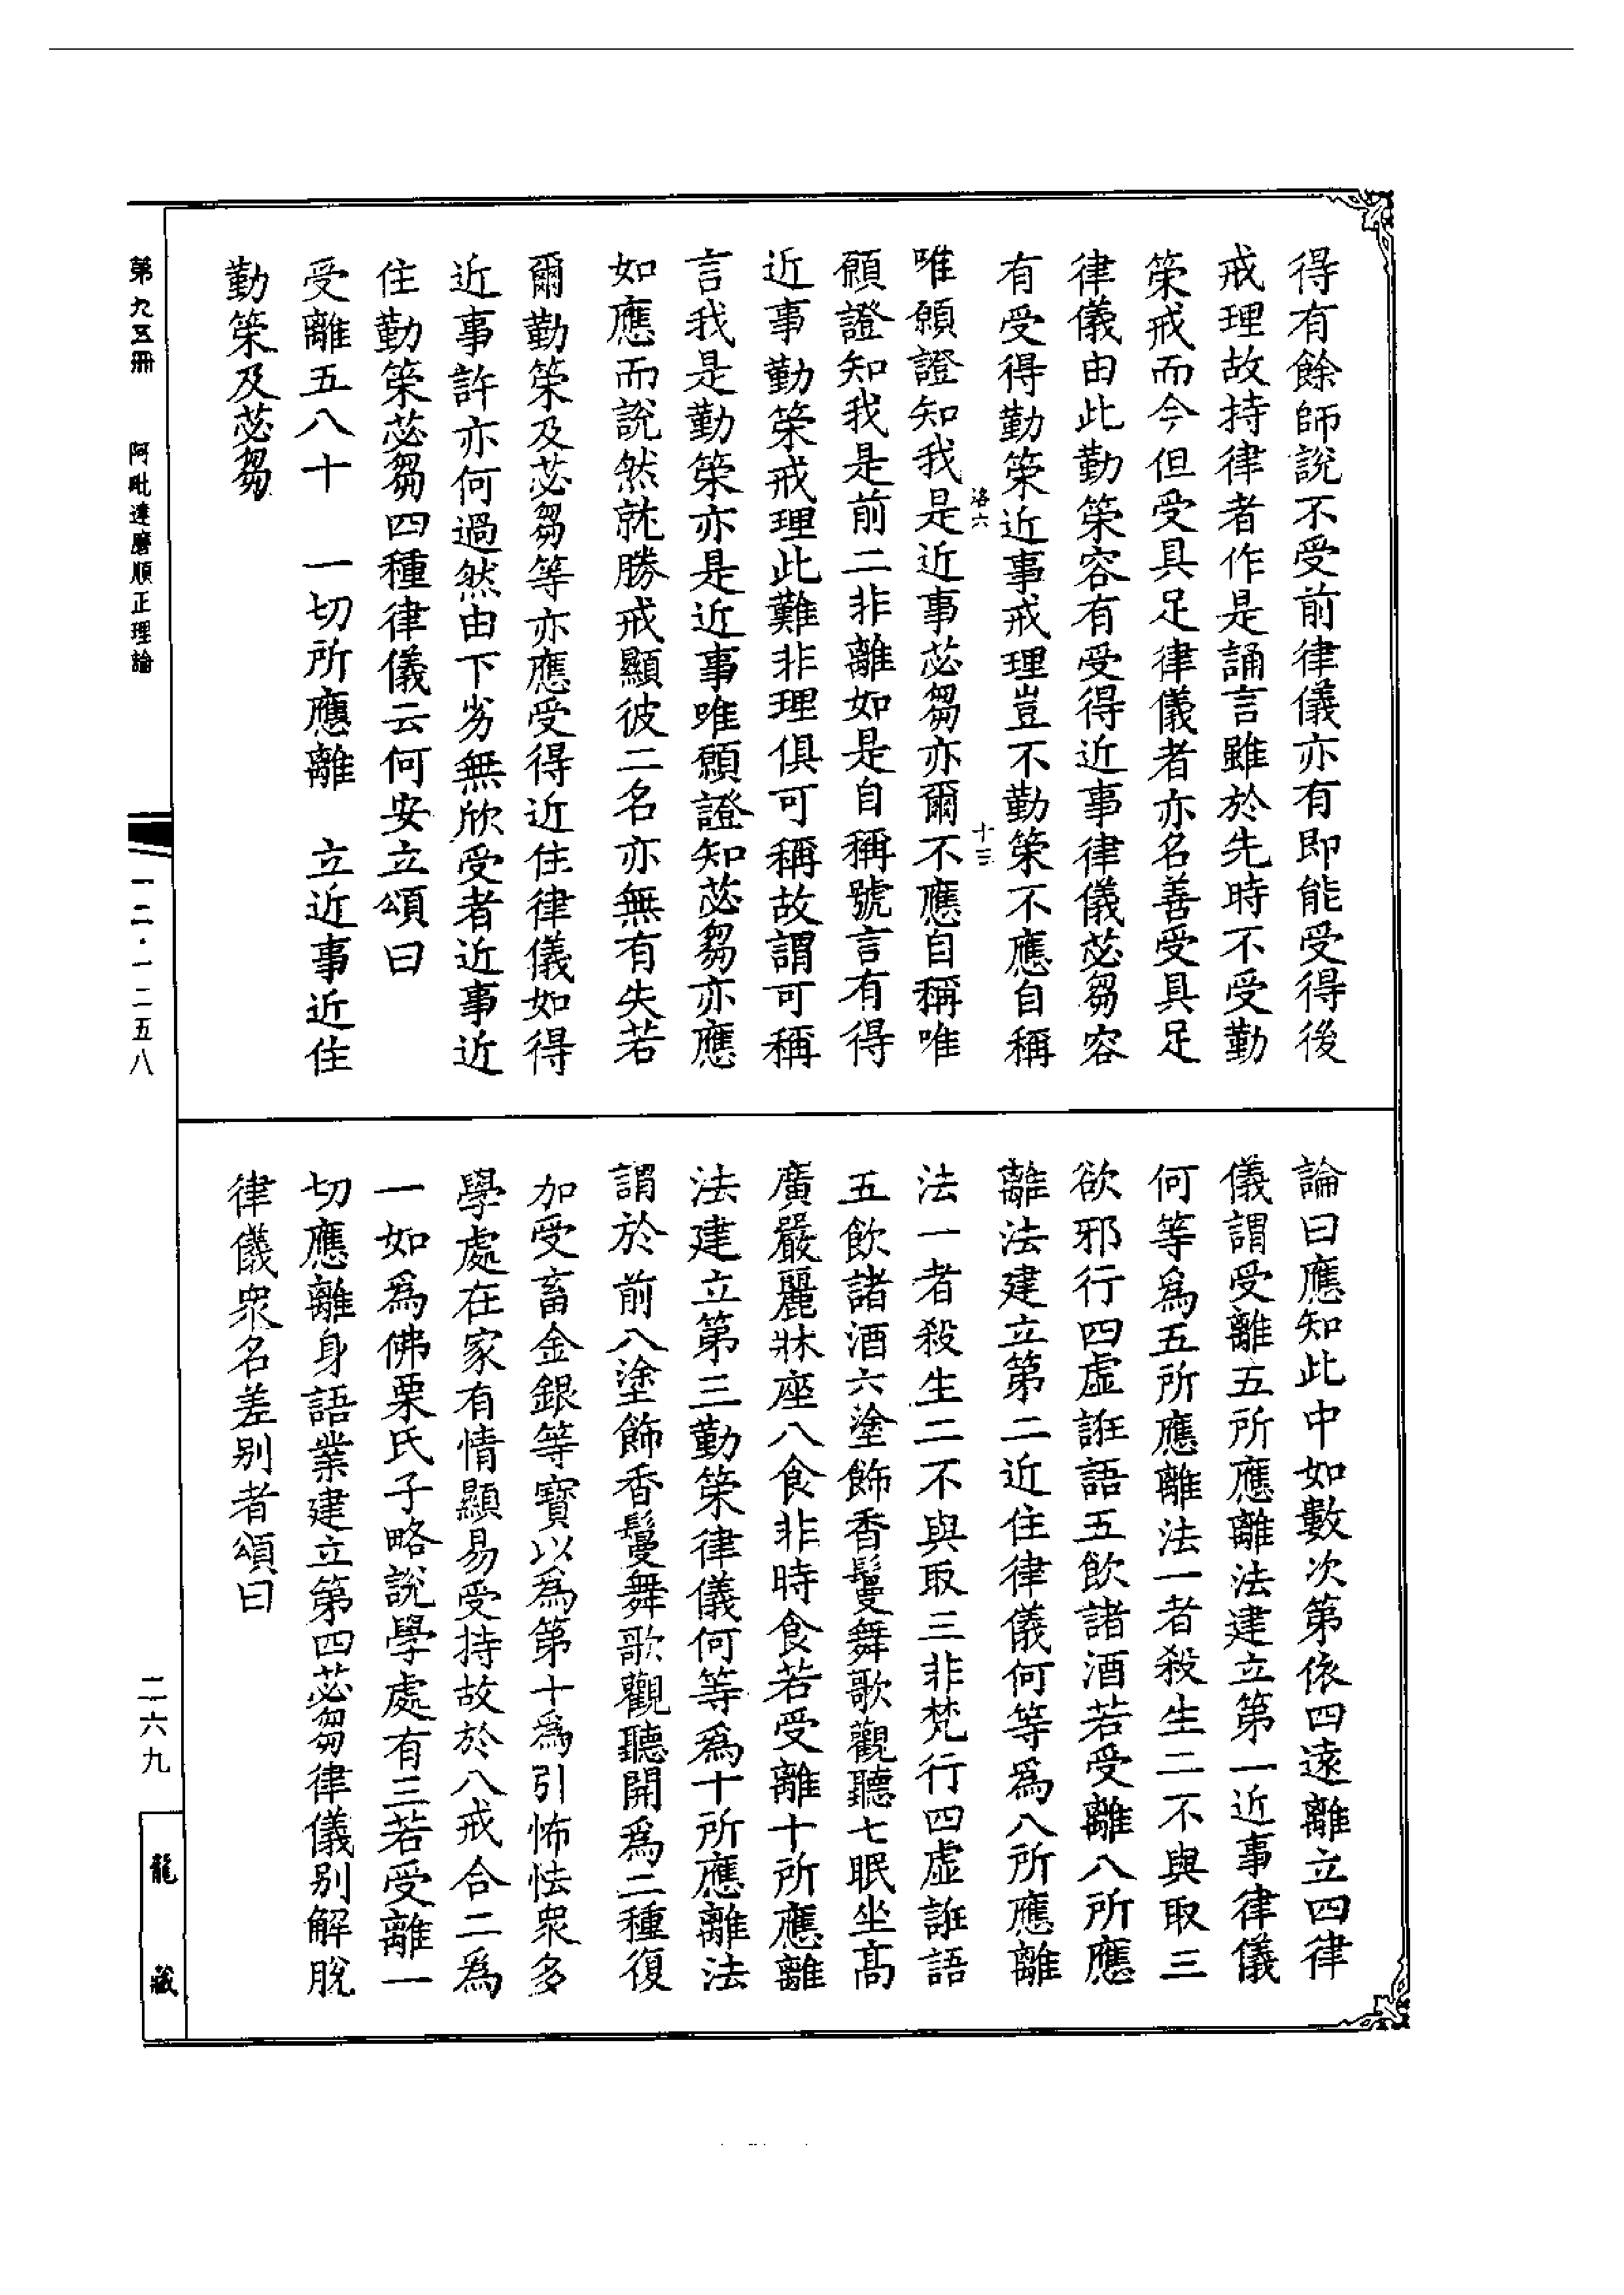 得有餘師說不受前律儀亦有即能受得後
戒理故持律者作是誦言雖於先時不受勤
策戒而今但受具足律儀者亦名善受具足
律儀由此勤策容有受得近事律儀苾芻容
有受得勤策近事戒理豈不勤策不應自稱
洛六
十三
唯願證知我是近事苾芻亦爾不應自稱唯
願證知我是前二非離如是自稱號言有得
近事勤策戒理此難非理俱可稱故謂可稱
言我是勤策亦是近事唯願證知苾芻亦應
如應而說然就勝戒顯彼二名亦無有失若
爾勤策及苾芻等亦應受得近住律儀如得
近事許亦何過然由下劣無欣受者近事近
住勤策苾芻四種律儀云何安立頌曰
受離五八十　一切所應離　立近事近住
勤策及苾芻
論曰應知此中如數次第依四遠離立四律
儀謂受離五所應離法建立第一近事律儀
何等為五所應離法一者殺生二不與取三
欲邪行四虛誑語五飲諸酒若受離八所應
離法建立第二近住律儀何等為八所應離
法一者殺生二不與取三非梵行四虛誑語
五飲諸酒六塗飾香鬘舞歌觀聽七眠坐高
廣嚴麗牀座八食非時食若受離十所應離
法建立第三勤策律儀何等為十所應離法
謂於前八塗飾香鬘舞歌觀聽開為二種復
加受畜金銀等寶以為第十為引怖怯衆多
學處在家有情顯易受持故於八戒合二為
一如為佛栗氏子略說學處有三若受離一
切應離身語業建立第四苾芻律儀别解脫
律儀衆名差别者頌曰
第九五冊　阿毗達磨順正理論
一二·一二五八
二六九
龍藏